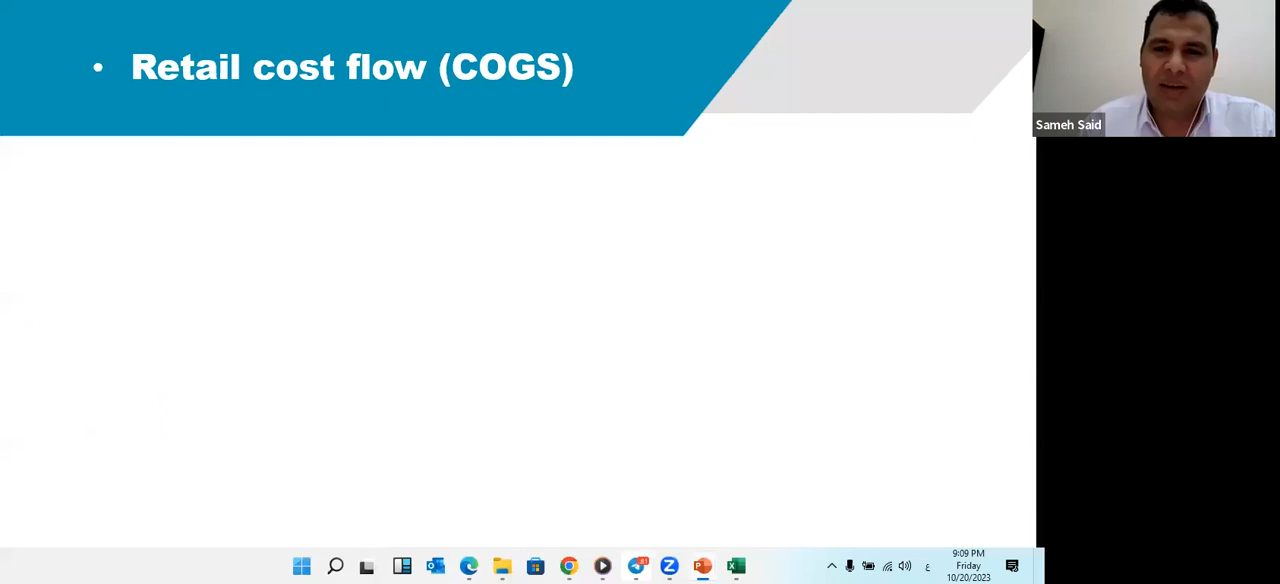 • Retail cost flow (COGS)
Sameh Said
ع
9:09 PM
Friday
10/20/2023